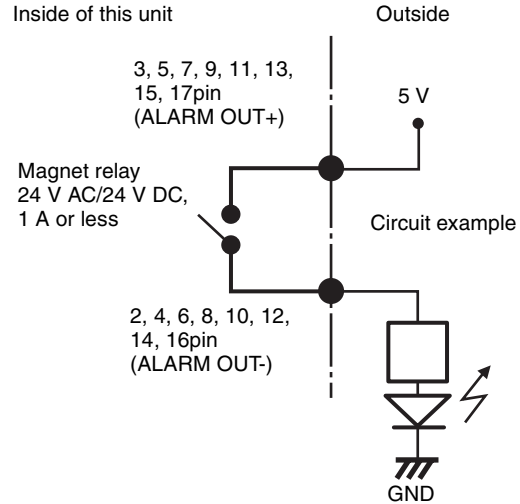 Inside of this unit
Outside
3, 5, 7, 9, 11, 13,
15, 17pin
(ALARM OUT+)
5 V
Magnet relay
24 V AC/24 V DC,
1 A or less
Circuit example
2, 4, 6, 8, 10, 12,
14, 16pin
(ALARM OUT-)
GND